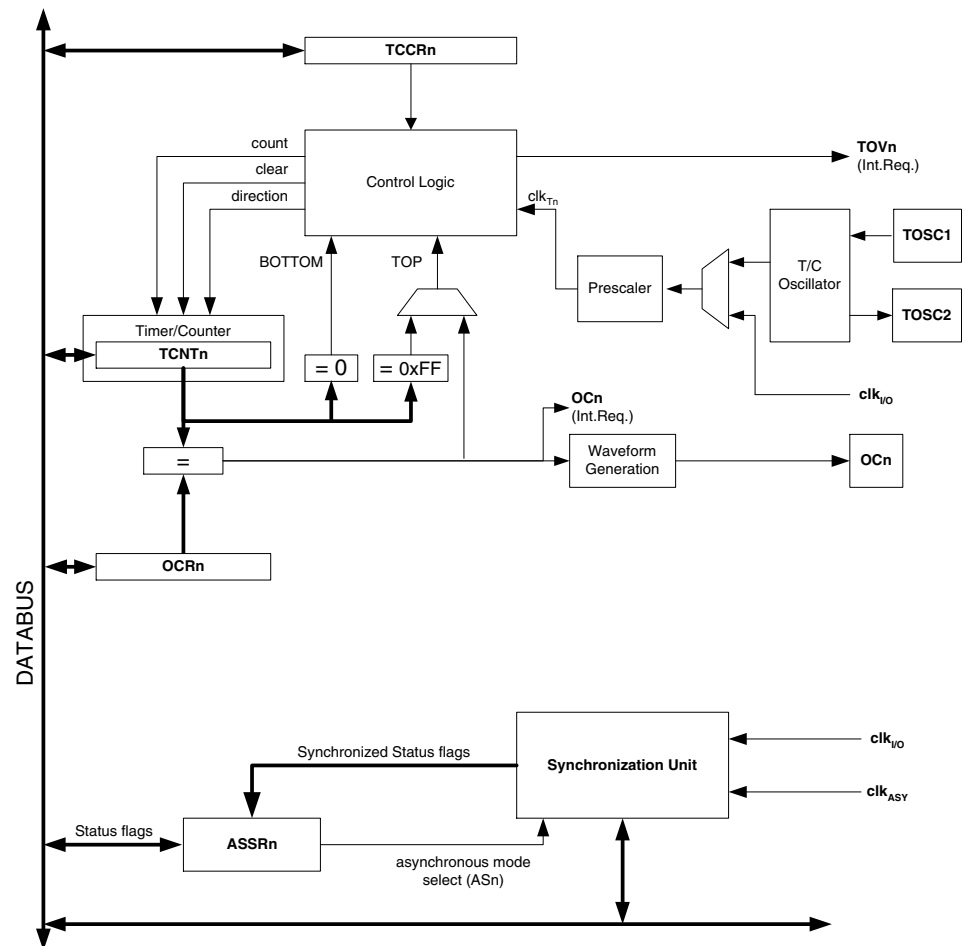 TCCRn
count
clear
direction
Control Logic
TOVn
(Int.Req.)
clkTn
BOTTOM
TOP
Prescaler
T/C
Oscillator
TOSC1
TOSC2
clkI/O
Timer/Counter
TCNTn
= 0
= 0xFF
OCn
(Int.Req.)
=
Waveform
Generation
OCn
OCRn
DATABUS
Synchronized Status flags
Synchronization Unit
clkI/O
clkASY
Status flags
ASSRn
asynchronous mode
select (ASn)